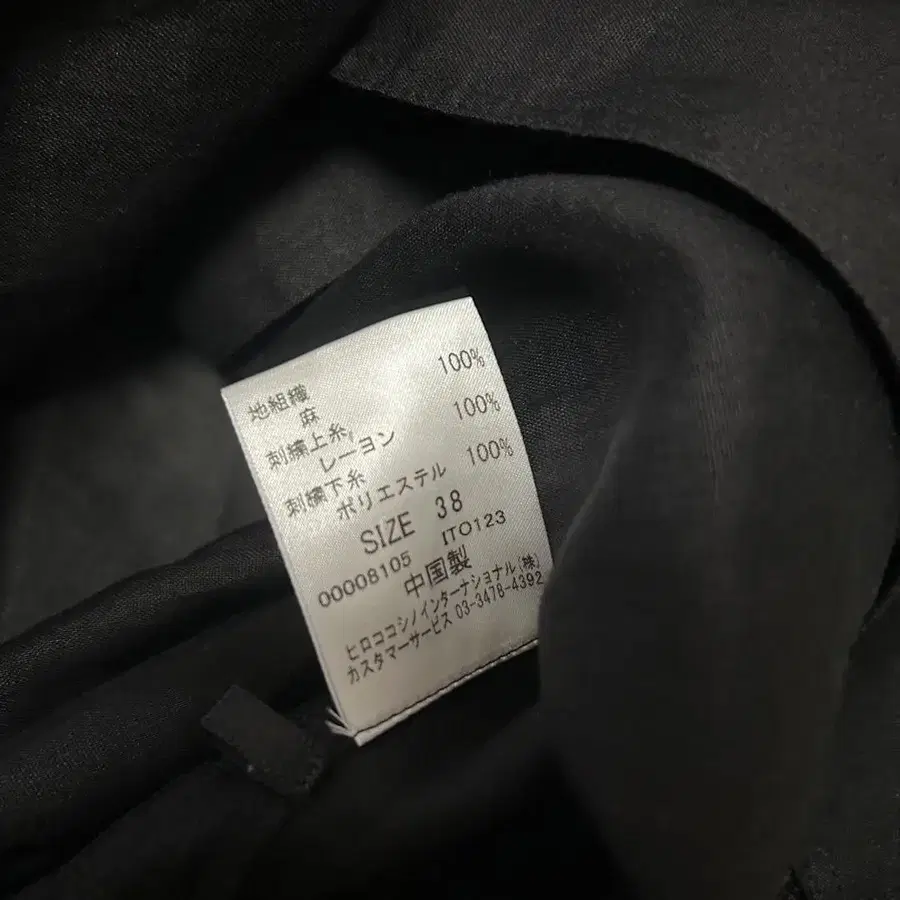 地組織
麻 100%
刺繍上糸
レーヨン 100%
刺繍下糸
ポリエステル 100%
SIZE 38
00008105 ITO123
中国製
ヒロココシノインターナショナル(株)
カスタマーサービス 03-3478-4392